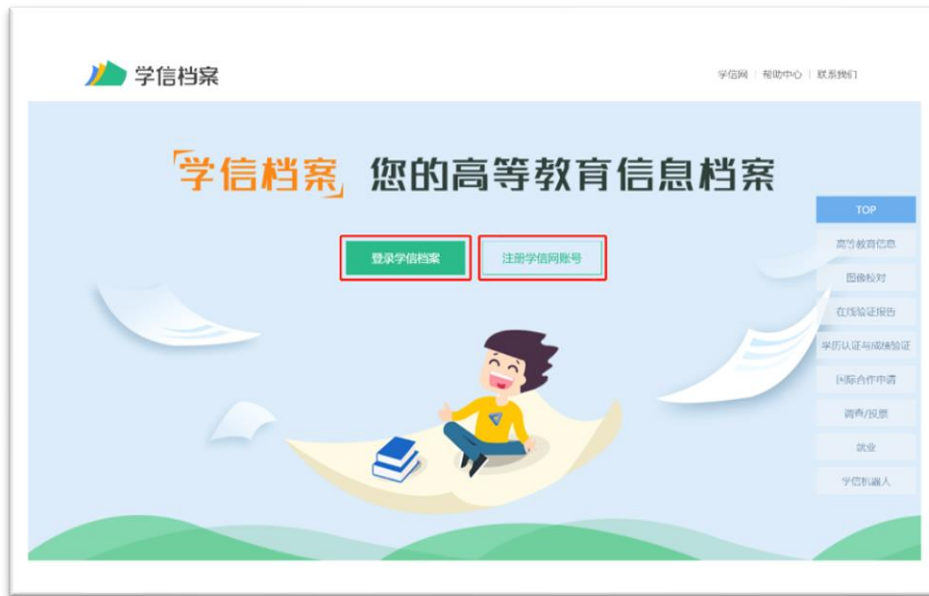 学信档案
学信网 | 帮助中心 | 联系我们
「学信档案」 您的高等教育信息档案
登录学信档案
注册学信网账号
TOP
高等教育信息
图像校对
在线验证报告
学历认证与成绩验证
国际合作申请
调查/投票
就业
学信机器人